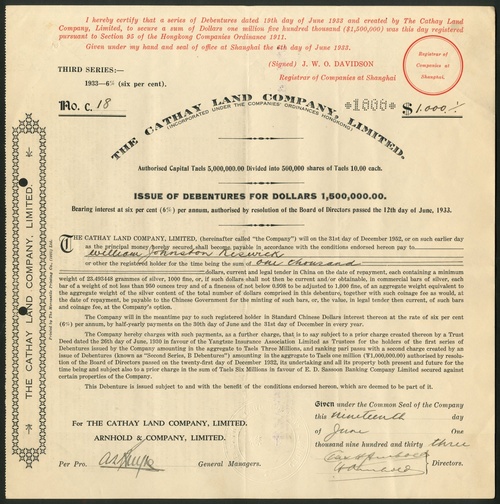 I hereby certify that a series of Debentures dated 19th day of June 1933 and created by The Cathay Land
Company, Limited, to secure a sum of Dollars one million five hundred thousand ($1,500,000) was this day registered
pursuant to Section 95 of the Hongkong Companies Ordinance 1911.
Given under my hand and seal of office at Shanghai the day of June 1933.
(Signed) J. W. O. DAVIDSON
Registrar of Companies at Shanghai
Registrar of
Companies at
Shanghai.
THIRD SERIES:—
1933—6% (six per cent).
No. C. 18
$1,000
THE CATHAY LAND COMPANY, LIMITED.
(INCORPORATED UNDER THE COMPANIES' ORDINANCES HONGKONG)
Authorised Capital Taels 5,000,000.00 Divided into 500,000 shares of Taels 10.00 each.
ISSUE OF DEBENTURES FOR DOLLARS 1,500,000.00.
Bearing interest at six per cent (6%) per annum, authorised by resolution of the Board of Directors passed the 12th day of June, 1933.
THE CATHAY LAND COMPANY, LIMITED, (hereinafter called "the Company") will on the 31st day of December 1952, or on such earlier day
as the principal money hereby secured shall become payable in accordance with the conditions endorsed hereon pay to
William Johnston Keswick
or other the registered holder for the time being the sum of one thousand
dollars, current and legal tender in China on the date of repayment, each containing a minimum
weight of 23.493448 grammes of silver, 1000 fine, or, if such dollars shall not then be current and or obtainable, in commercial bars of silver, each
bar of a weight of not less than 950 ounces troy and of a fineness of not below 0.998 to be adjusted to 1,000 fine, of an aggregate weight equivalent
to the aggregate weight of the silver content of the total number of dollars comprised in this debenture, together with such coinage fee as would, at
the date of repayment, be payable to the Chinese Government for the minting of such bars, or, the value, in legal tender then current, of such bars
and coinage fee, at the Company's option.
The Company will in the meantime pay to such registered holder in Standard Chinese Dollars interest thereon at the rate of six per cent
(6%) per annum, by half-yearly payments on the 30th day of June and the 31st day of December in every year.
The Company hereby charges with such payments, as a further charge, that is to say subject to a prior charge created by a Trust
Deed dated the 26th day of June, 1930 in favour of the Yangtsze Insurance Association Limited as Trustees for the holders of the first series of
Debentures issued by the Company amounting in the aggregate to Taels Three Millions, and making pari passu with a second charge created by an
issue of Debentures (known as "Second Series, B Debentures") amounting in the aggregate to Taels one million (₮1,000,000.00) authorised by resolu-
tion of the Board of Directors passed on the twenty-first day of December 1932, its undertaking and all its property both present and future for the
time being and subject also to a prior charge in the sum of Taels Six Millions in favour of E. D. Sassoon Banking Company Limited secured against
certain properties of the Company.
This Debenture is issued subject to and with the benefit of the conditions endorsed hereon, which are deemed to be part of it.
For THE CATHAY LAND COMPANY, LIMITED.
ARNHOLD & COMPANY, LIMITED.
Per Pro.
General Managers.
Given under the Common Seal of the Company
this nineteenth day
of June One
thousand nine hundred and thirty three
Directors.
THE CATHAY LAND COMPANY, LIMITED.